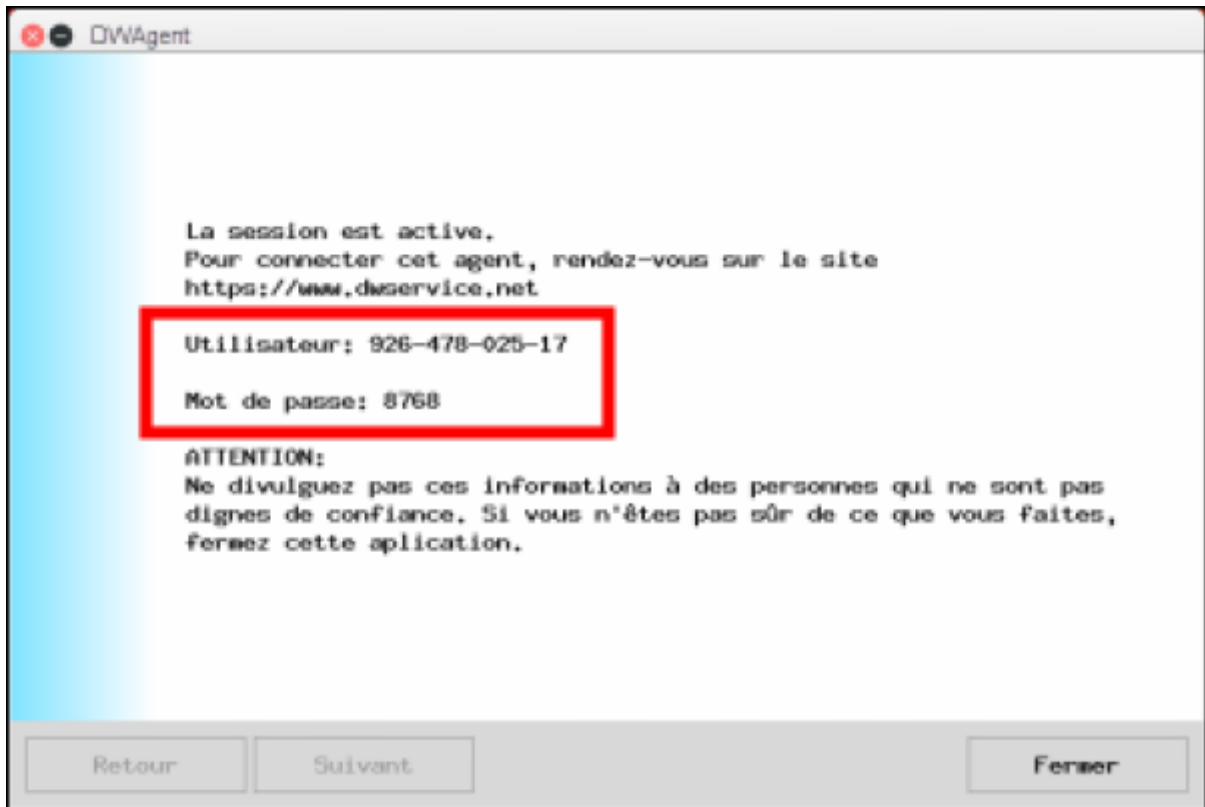 DWAgent
La session est active.
Pour connecter cet agent, rendez-vous sur le site
https://www.dwservice.net
Utilisateur: 926-478-025-17
Mot de passe: 8768
ATTENTION:
Ne divulguez pas ces informations à des personnes qui ne sont pas
dignes de confiance. Si vous n'êtes pas sûr de ce que vous faites,
fermez cette aplication.
Retour
Suivant
Fermer